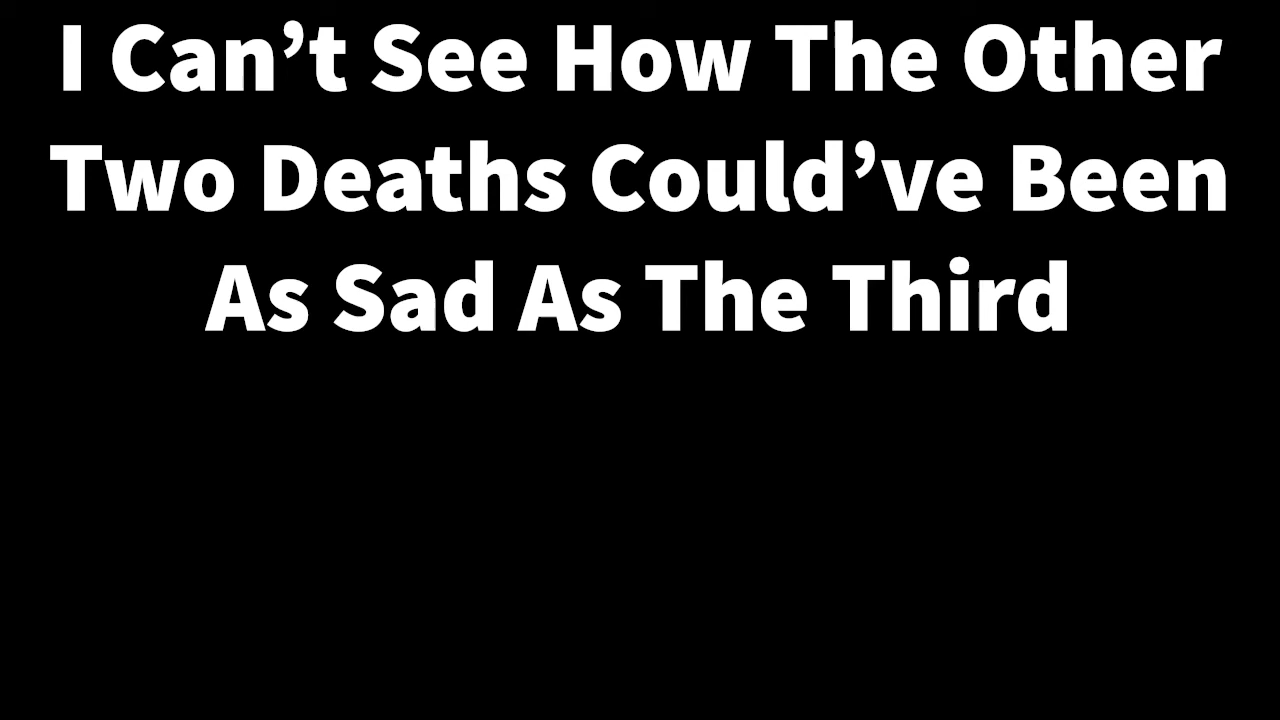 I Can’t See How The Other
Two Deaths Could’ve Been
As Sad As The Third